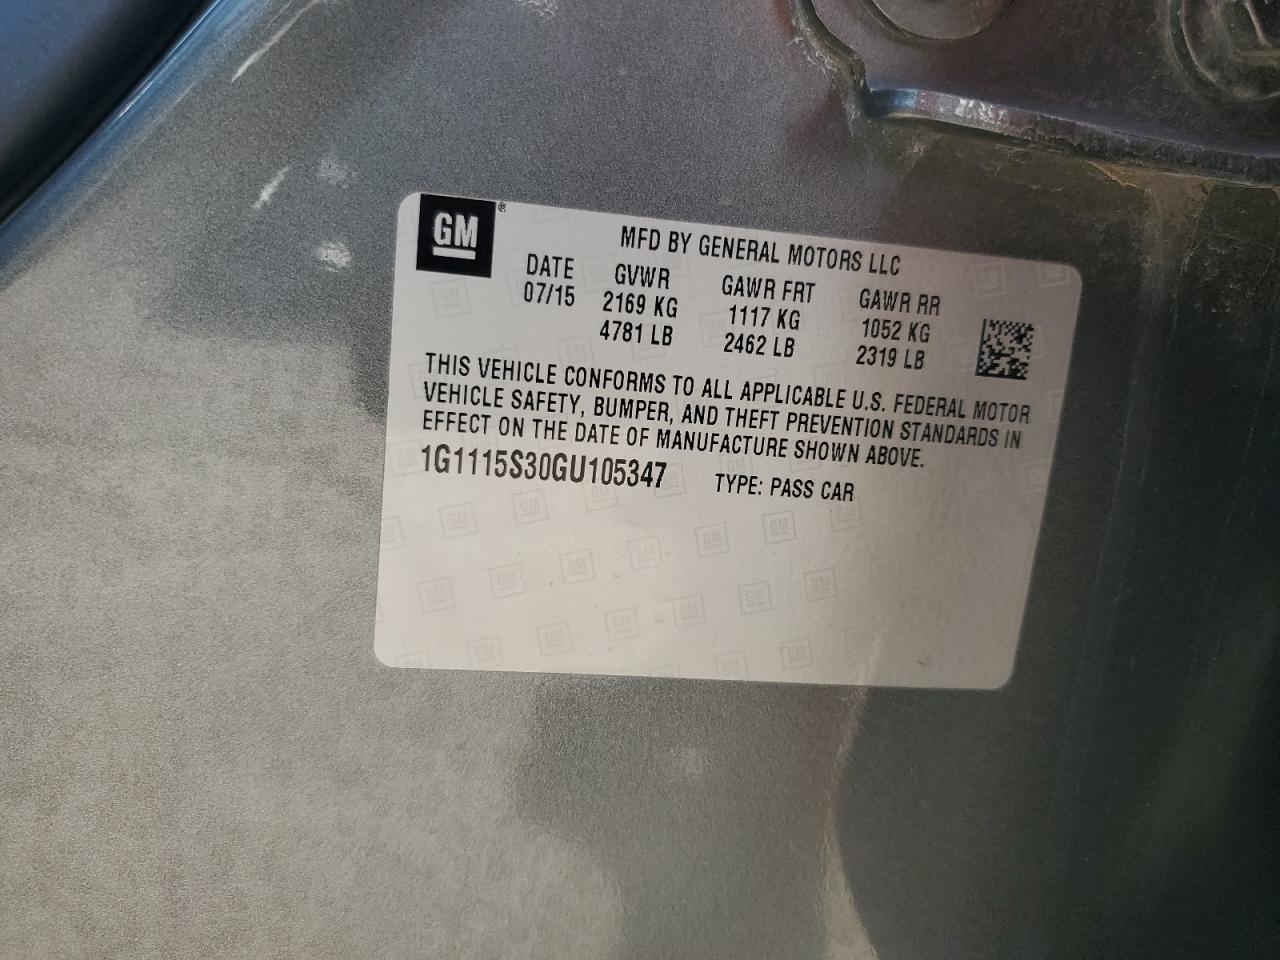 GM®
MFD BY GENERAL MOTORS LLC
DATE GVWR GAWR FRT GAWR RR
07/15 2169 KG 1117 KG 1052 KG
4781 LB 2462 LB 2319 LB
THIS VEHICLE CONFORMS TO ALL APPLICABLE U.S. FEDERAL MOTOR
VEHICLE SAFETY, BUMPER, AND THEFT PREVENTION STANDARDS IN
EFFECT ON THE DATE OF MANUFACTURE SHOWN ABOVE.
1G1115S30GU105347 TYPE: PASS CAR